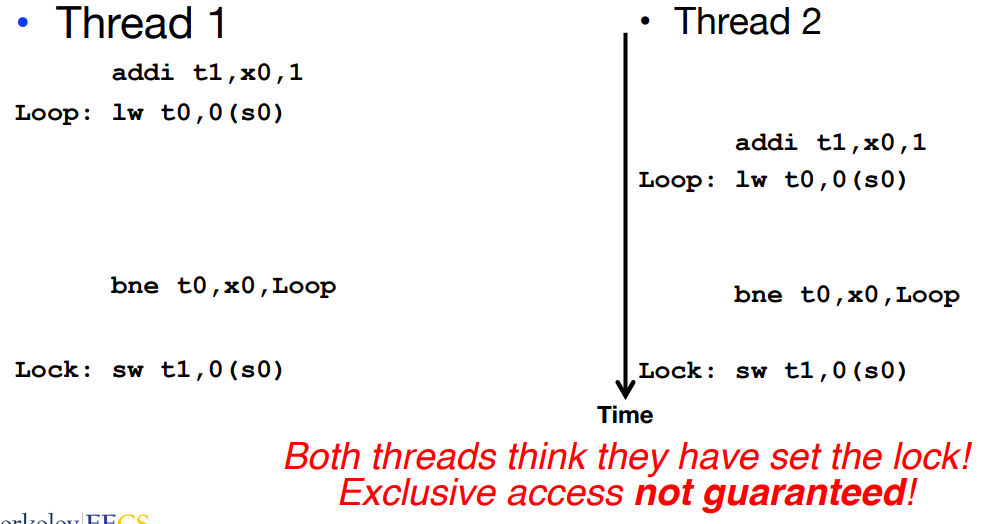 • Thread 1
addi t1,x0,1
Loop: lw t0,0(s0)
bne t0,x0,Loop
Lock: sw t1,0(s0)
• Thread 2
addi t1,x0,1
Loop: lw t0,0(s0)
bne t0,x0,Loop
Lock: sw t1,0(s0)
Time
Both threads think they have set the lock!
Exclusive access not guaranteed!